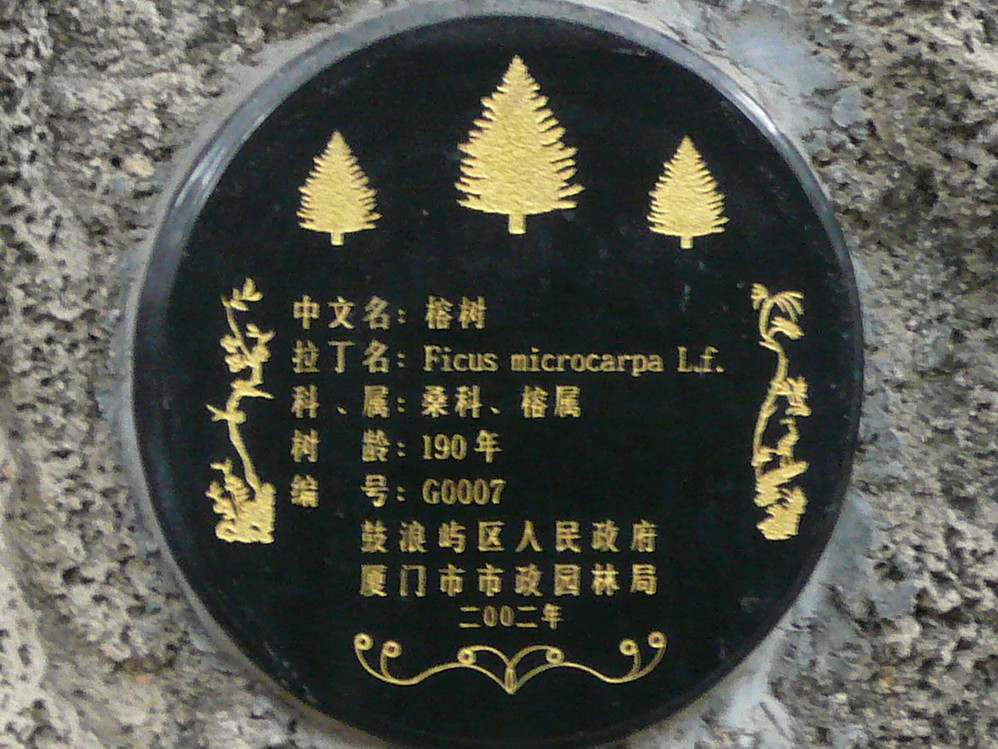 中文名：榕树
拉丁名：Ficus microcarpa L.f.
科、属：桑科、榕属
树 龄：190年
编 号：G0007
鼓浪屿区人民政府
厦门市市政园林局
二00二年